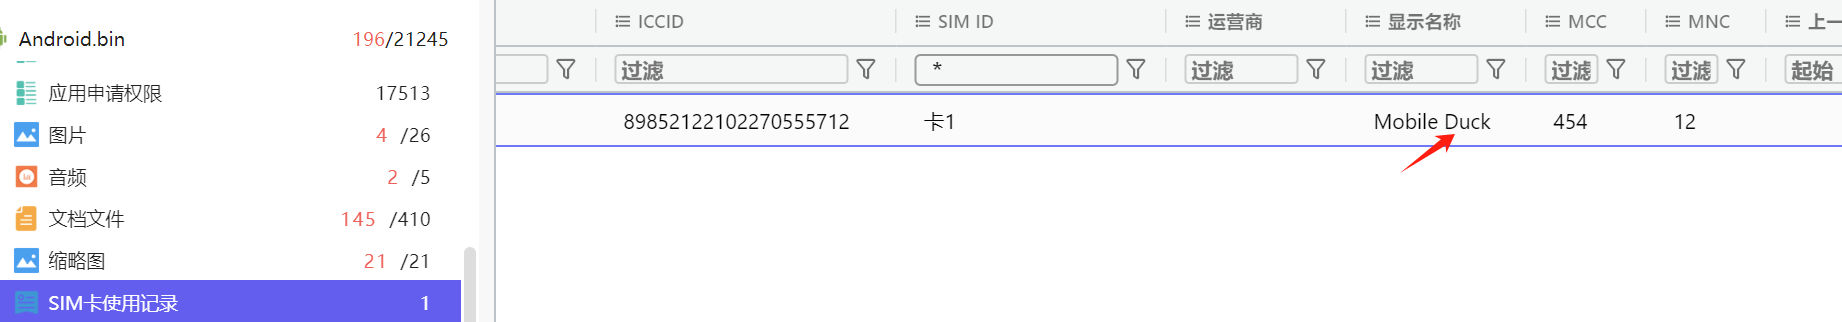 Android.bin 196/21245
应用申请权限 17513
图片 4 /26
音频 2 /5
文档文件 145 /410
缩略图 21 /21
SIM卡使用记录 1
ICCID SIM ID 运营商 显示名称 MCC MNC 上一
过滤 * 过滤 过滤 过滤 过滤 起始
89852122102270555712 卡1 Mobile Duck 454 12